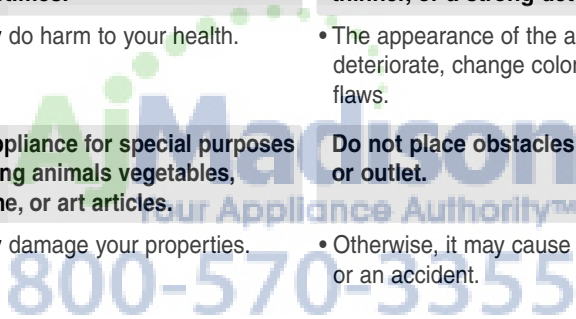 thinner, or a strong
y do harm to your health.
• The appearance of the a
deteriorate, change color
flaws.
ppliance for special purposes
ng animals vegetables,
ne, or art articles.
Do not place obstacles
or outlet.
y damage your properties.
• Otherwise, it may cause
or an accident.
AjMadison
Your Appliance Authority™
800-570-3355